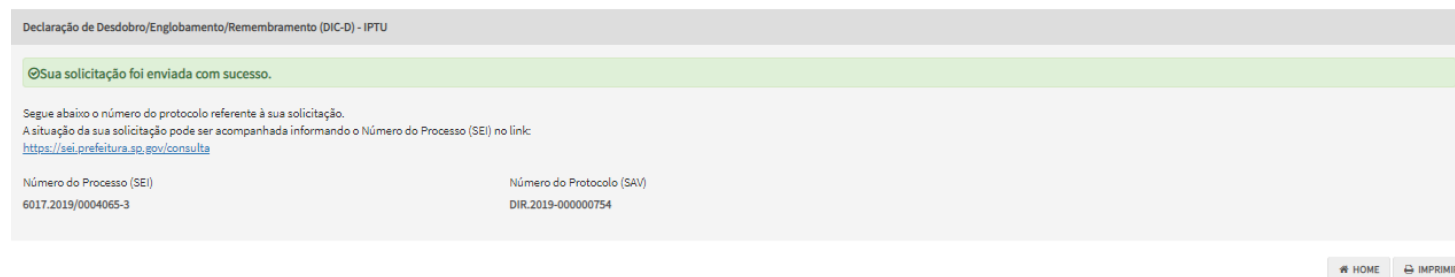 Declaração de Desdobro/Englobamento/Remembramento (DIC-D) - IPTU
Sua solicitação foi enviada com sucesso.
Segue abaixo o número do protocolo referente à sua solicitação.
A situação da sua solicitação pode ser acompanhada informando o Número do Processo (SEI) no link:
https://sei.prefeitura.sp.gov/consulta
Número do Processo (SEI) Número do Protocolo (SAV)
6017.2019/0004065-3 DIR.2019-000000754
HOME IMPRIMI